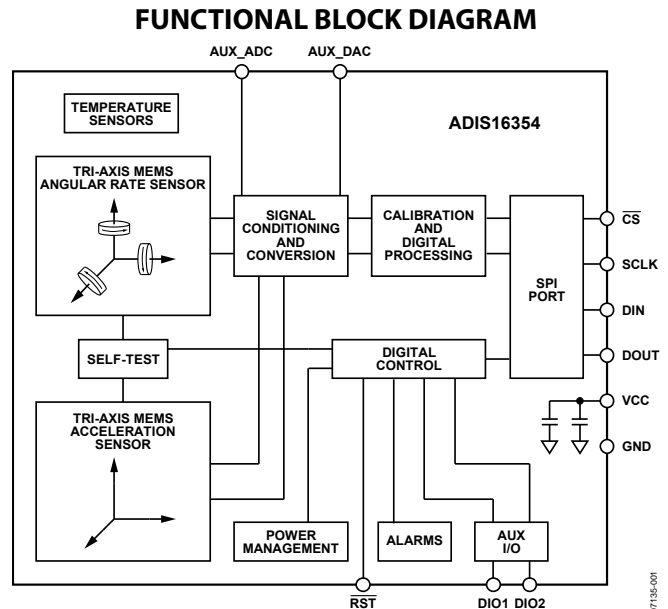 FUNCTIONAL BLOCK DIAGRAM
AUX_ADC
AUX_DAC
TEMPERATURE
SENSORS
ADIS16354
TRI-AXIS MEMS
ANGULAR RATE SENSOR
SIGNAL
CONDITIONING
AND
CONVERSION
CALIBRATION
AND
DIGITAL
PROCESSING
SPI
PORT
CS
SCLK
DIN
DOUT
SELF-TEST
DIGITAL
CONTROL
VCC
GND
TRI-AXIS MEMS
ACCELERATION
SENSOR
POWER
MANAGEMENT
ALARMS
AUX
I/O
RST
DIO1 DIO2